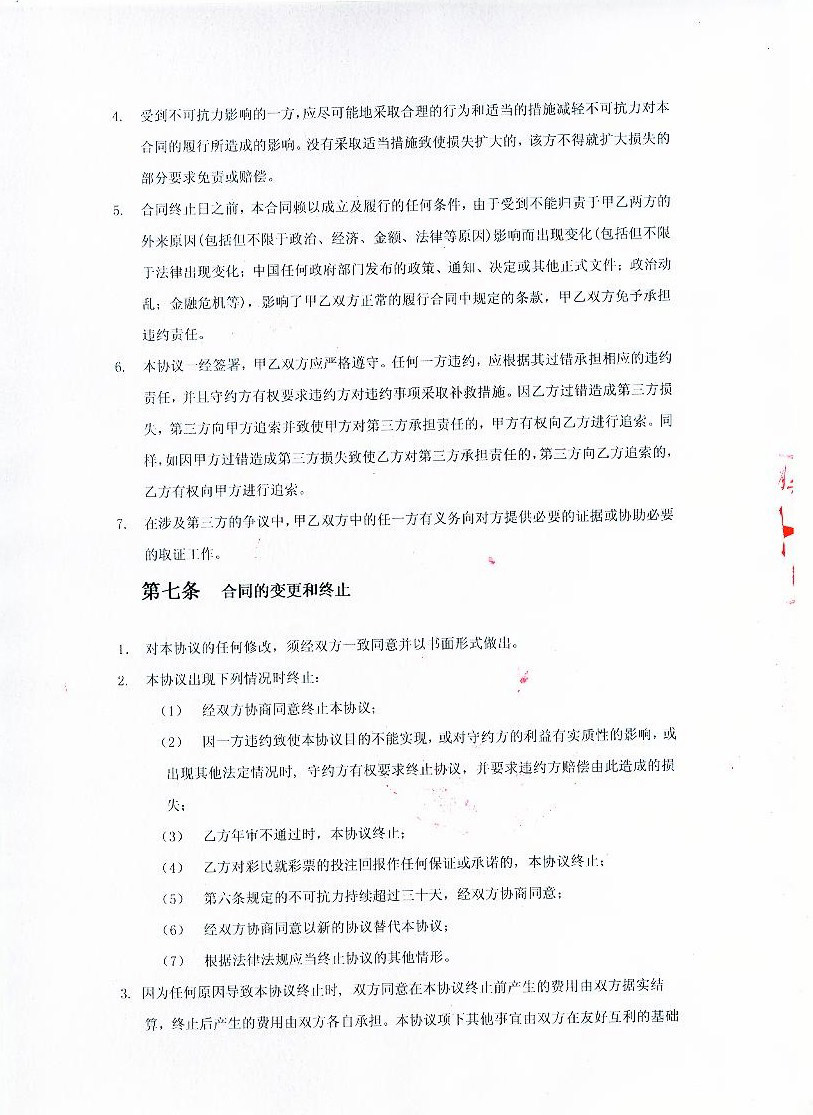 4. 受到不可抗力影响的一方，应尽可能地采取合理的行为和适当的措施减轻不可抗力对本
合同的履行所造成的影响。没有采取适当措施致使损失扩大的，该方不得就扩大损失的
部分要求免责或赔偿。
5. 合同终止日之前，本合同赖以成立及履行的任何条件，由于受到不能归责于甲乙两方的
外来原因(包括但不限于政治、经济、金额、法律等原因)影响而出现变化(包括但不限
于法律出现变化；中国任何政府部门发布的政策、通知、决定或其他正式文件；政治动
乱；金融危机等)，影响了甲乙双方正常的履行合同中规定的条款，甲乙双方免予承担
违约责任。
6. 本协议一经签署，甲乙双方应严格遵守。任何一方违约，应根据其过错承担相应的违约
责任，并且守约方有权要求违约方对违约事项采取补救措施。因乙方过错造成第三方损
失，第三方向甲方追索并致使甲方对第三方承担责任的，甲方有权向乙方进行追索。同
样，如因甲方过错造成第三方损失致使乙方对第三方承担责任的，第三方向乙方追索的，
乙方有权向甲方进行追索。
7. 在涉及第三方的争议中，甲乙双方中的任一方有义务向对方提供必要的证据或协助必要
的取证工作。
第七条 合同的变更和终止
1. 对本协议的任何修改，须经双方一致同意并以书面形式做出。
2. 本协议出现下列情况时终止：
（1） 经双方协商同意终止本协议；
（2） 因一方违约致使本协议目的不能实现，或对守约方的利益有实质性的影响，或
出现其他法定情况时，守约方有权要求终止协议，并要求违约方赔偿由此造成的损
失；
（3） 乙方年审不通过时，本协议终止；
（4） 乙方对彩民就彩票的投注回报作任何保证或承诺的，本协议终止；
（5） 第六条规定的不可抗力持续超过三十天，经双方协商同意；
（6） 经双方协商同意以新的协议替代本协议；
（7） 根据法律法规应当终止协议的其他情形。
3. 因为任何原因导致本协议终止时，双方同意在本协议终止前产生的费用由双方据实结
算，终止后产生的费用由双方各自承担。本协议项下其他事宜由双方在友好互利的基础